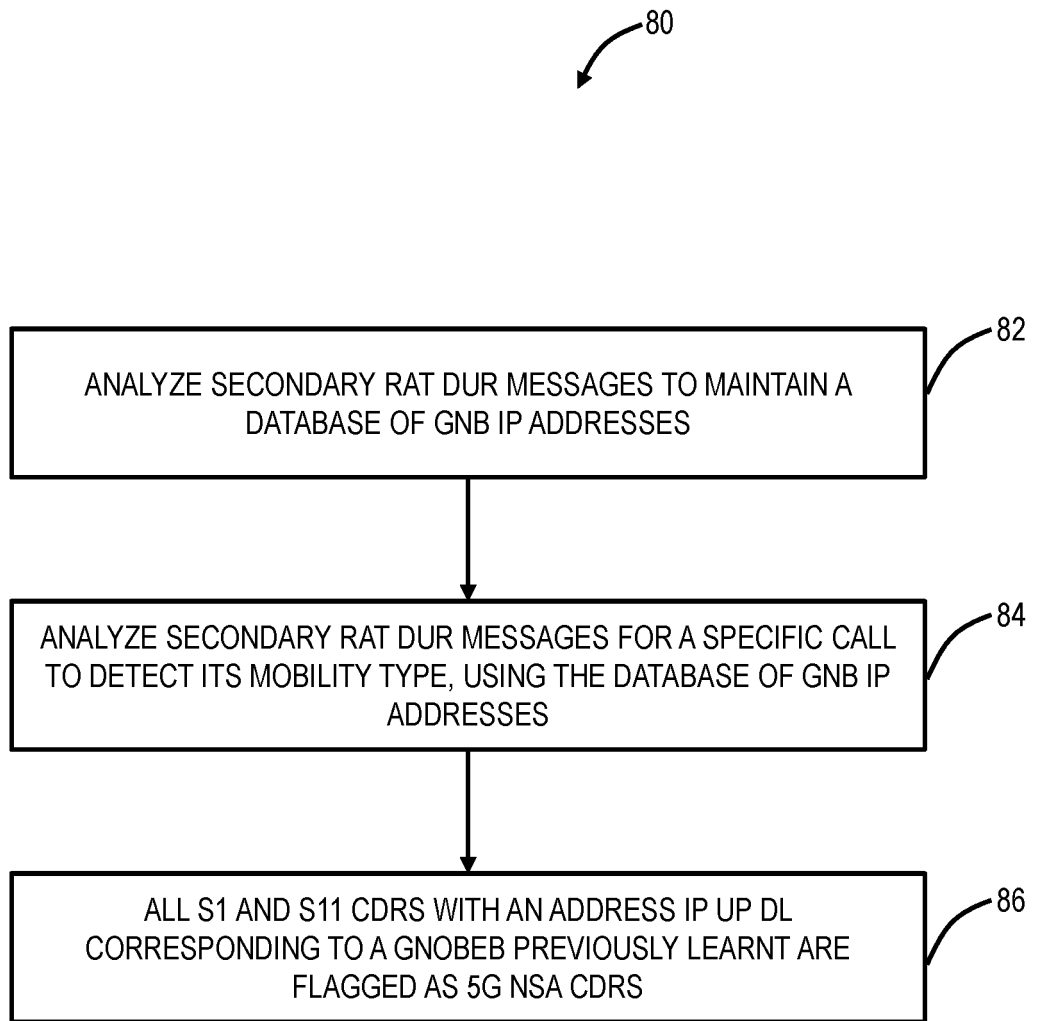 80
82
ANALYZE SECONDARY RAT DUR MESSAGES TO MAINTAIN A
DATABASE OF GNB IP ADDRESSES
84
ANALYZE SECONDARY RAT DUR MESSAGES FOR A SPECIFIC CALL
TO DETECT ITS MOBILITY TYPE, USING THE DATABASE OF GNB IP
ADDRESSES
86
ALL S1 AND S11 CDRS WITH AN ADDRESS IP UP DL
CORRESPONDING TO A GNOBEB PREVIOUSLY LEARNT ARE
FLAGGED AS 5G NSA CDRS